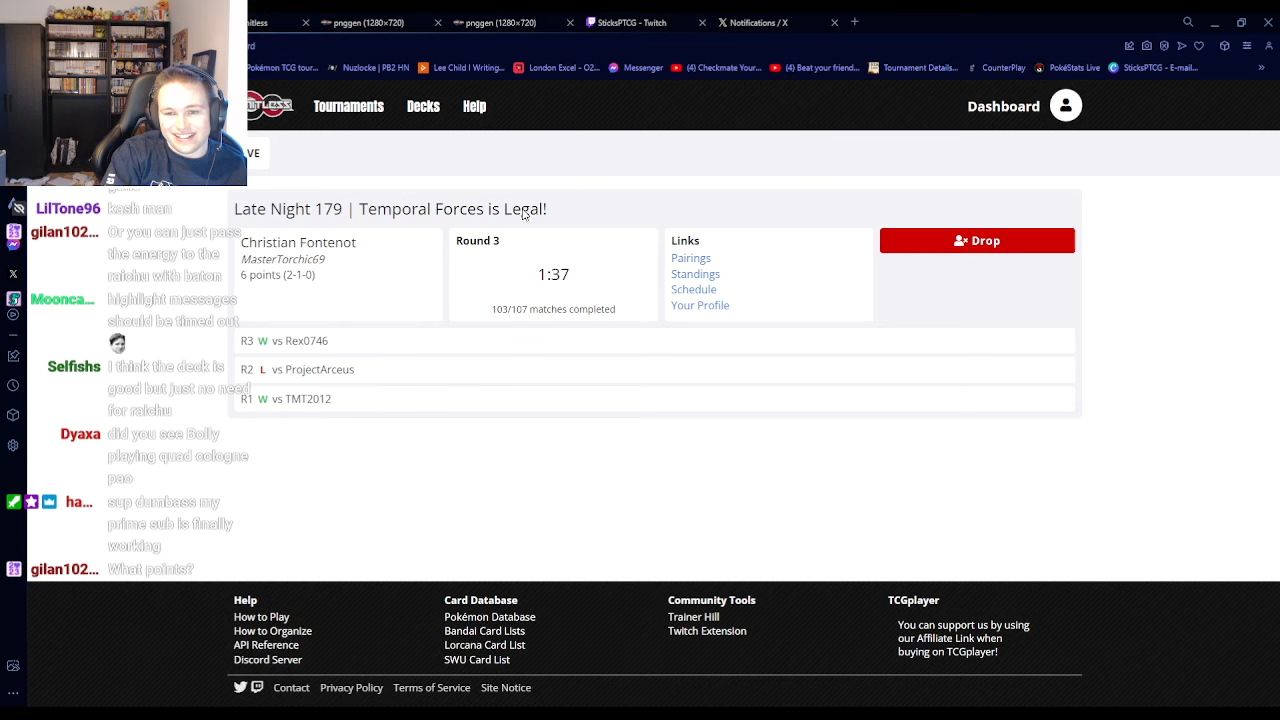 nitless
pnggen (1280×720)
pnggen (1280×720)
SticksPTCG - Twitch
Notifications / X
rd
Pokémon TCG tour...
Nuzlocke | PB2 HN
Lee Child | Writing...
London Excel - O2...
Messenger
(4) Checkmate Your...
(4) Beat your friend...
Tournament Details...
CounterPlay
PokéStats Live
SticksPTCG - E-mail...
Tournaments
Decks
Help
Dashboard
VE
Late Night 179 | Temporal Forces is Legal!
Christian Fontenot
MasterTorchic69
6 points (2-1-0)
Round 3
1:37
103/107 matches completed
Links
Pairings
Standings
Schedule
Your Profile
Drop
R3 W vs Rex0746
R2 L vs ProjectArceus
R1 W vs TMT2012
LilTone96 kash man
gilan102... Or you can just pass
the energy to the
raichu with baton
Moonca... highlight messages
should be timed out
Selfishs I think the deck is
good but just no need
for raichu
Dyaxa did you see Bolly
playing quad cologne
pao
ha... sup dumbass my
prime sub is finally
working
gilan102... What points?
Help
How to Play
How to Organize
API Reference
Discord Server
Card Database
Pokémon Database
Bandai Card Lists
Lorcana Card List
SWU Card List
Community Tools
Trainer Hill
Twitch Extension
TCGplayer
You can support us by using
our Affiliate Link when
buying on TCGplayer!
Contact
Privacy Policy
Terms of Service
Site Notice